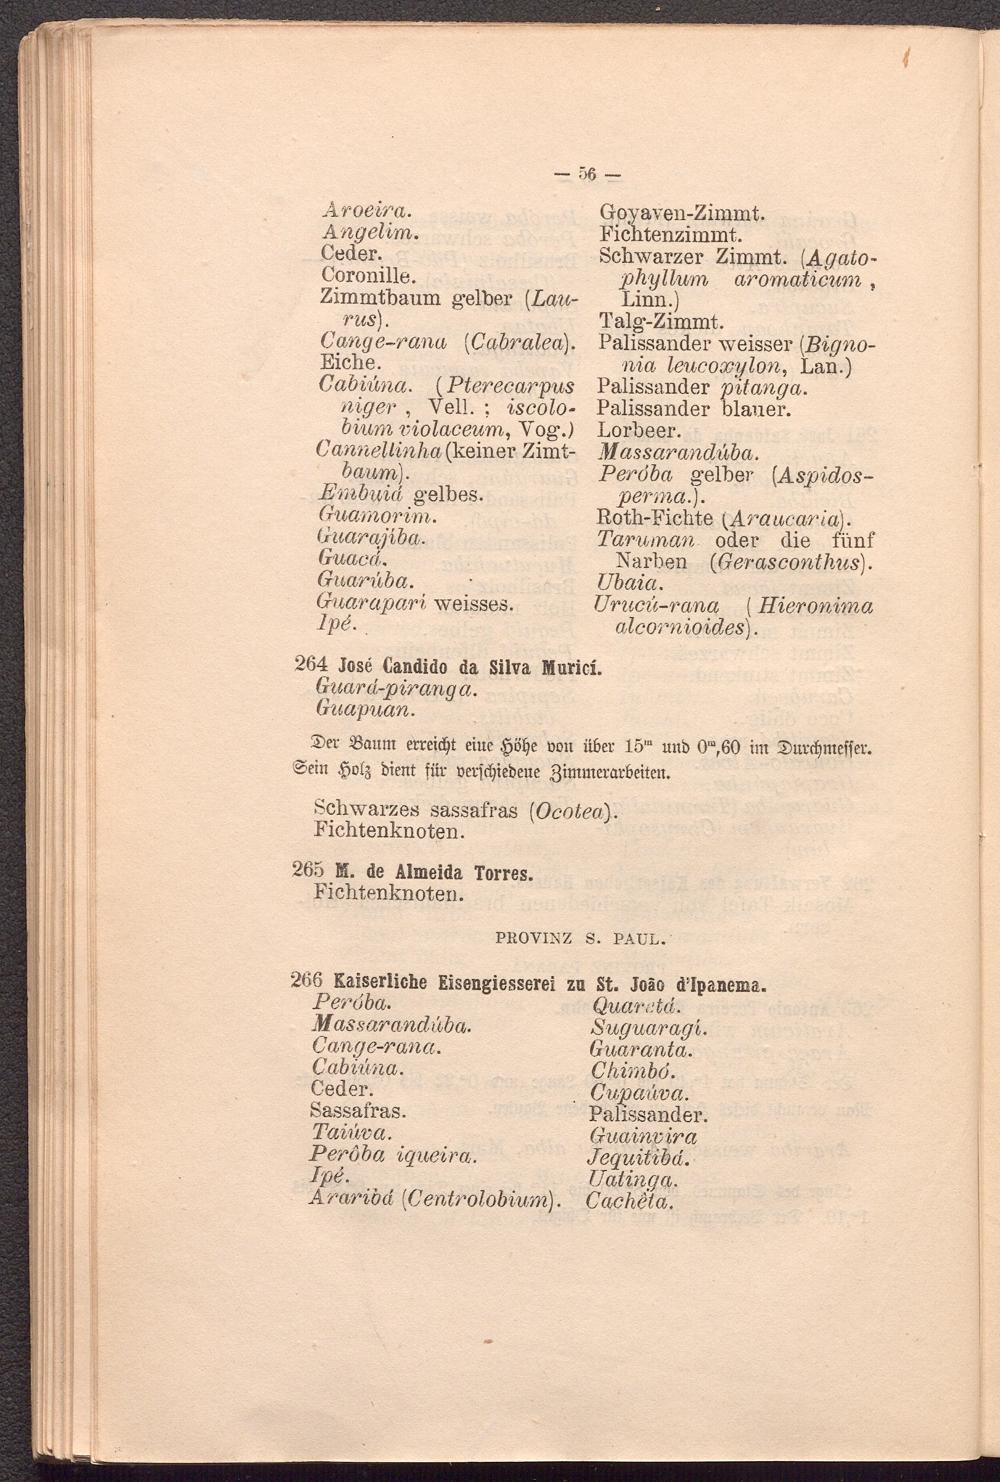 — 56 —
Aroeira.
Angelim.
Ceder.
Coronille.
Zimmtbaum gelber (Lau-
rus).
Cange-rana (Cabralea).
Eiche.
Cabiúna. (Pterecarpus
niger, Vell. ; iscolo-
bium violaceum, Vog.)
Cannellinha (keiner Zimt-
baum).
Embuiá gelbes.
Guamorim.
Guarajíba.
Guacá.
Guarúba.
Guarapari weisses.
Ipé.
Goyaven-Zimmt.
Fichtenzimmt.
Schwarzer Zimmt. (Agato-
phyllum aromaticum,
Linn.)
Talg-Zimmt.
Palissander weisser (Bigno-
nia leucoxylon, Lan.)
Palissander pitanga.
Palissander blauer.
Lorbeer.
Massarandúba.
Peróba gelber (Aspidos-
perma.).
Roth-Fichte (Araucaria).
Taruman oder die fünf
Narben (Gerasconthus).
Ubaia.
Urucú-rana (Hieronima
alcornioides).
264 José Candido da Silva Muricí.
Guará-piranga.
Guapuan.
Der Baum erreicht eine Höhe von über 15m und 0m,60 im Durchmesser.
Sein Holz dient für verschiedene Zimmerarbeiten.
Schwarzes sassafras (Ocotea).
Fichtenknoten.
265 M. de Almeida Torres.
Fichtenknoten.
PROVINZ S. PAUL.
266 Kaiserliche Eisengiesserei zu St. João d'Ipanema.
Peróba.
Massarandúba.
Cange-rana.
Cabiúna.
Ceder.
Sassafras.
Taiúva.
Perôba iqueira.
Ipé.
Araribá (Centrolobium).
Quaretá.
Suguaragí.
Guaranta.
Chimbó.
Cupaúva.
Palissander.
Guainvira
Jequitibá.
Uatinga.
Cachêta.